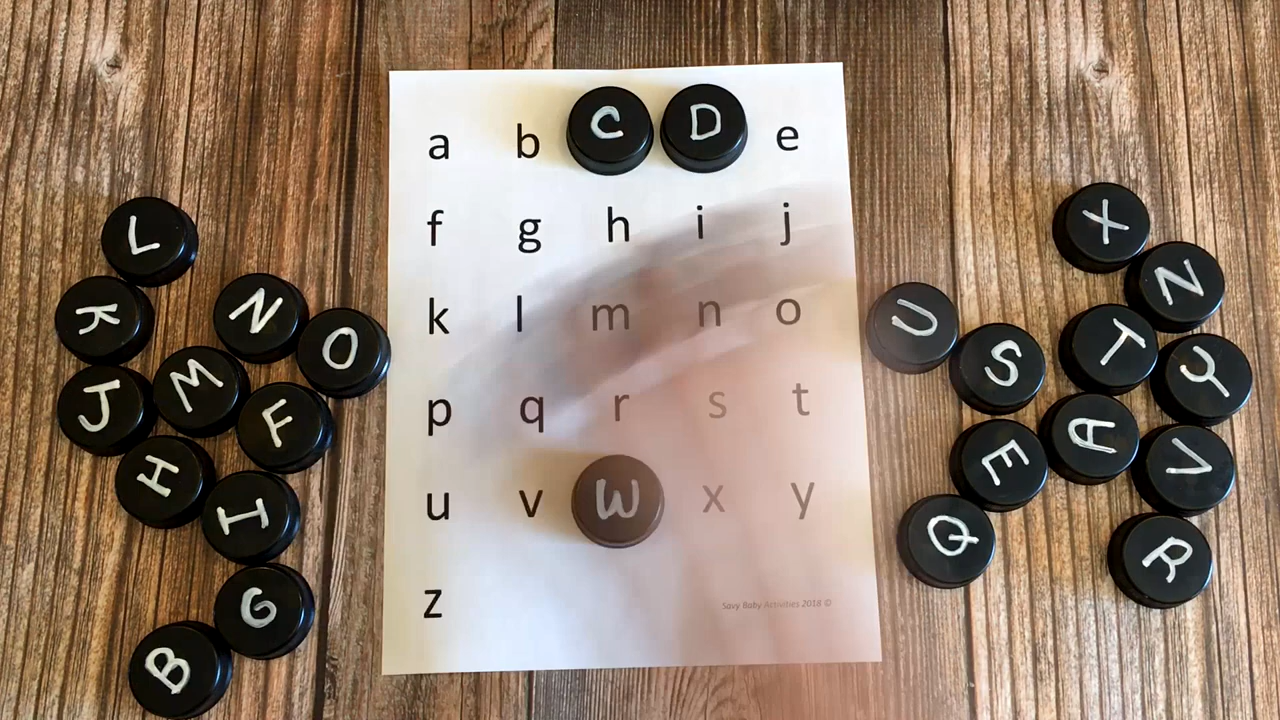 a b C D e
f g h i j
k l m n o
p q r s t
u v W x y
z
Savy Baby Activities 2018 ©
L
K
N
O
J
M
F
H
I
G
B
X
N
U
T
S
Y
A
E
V
Q
R